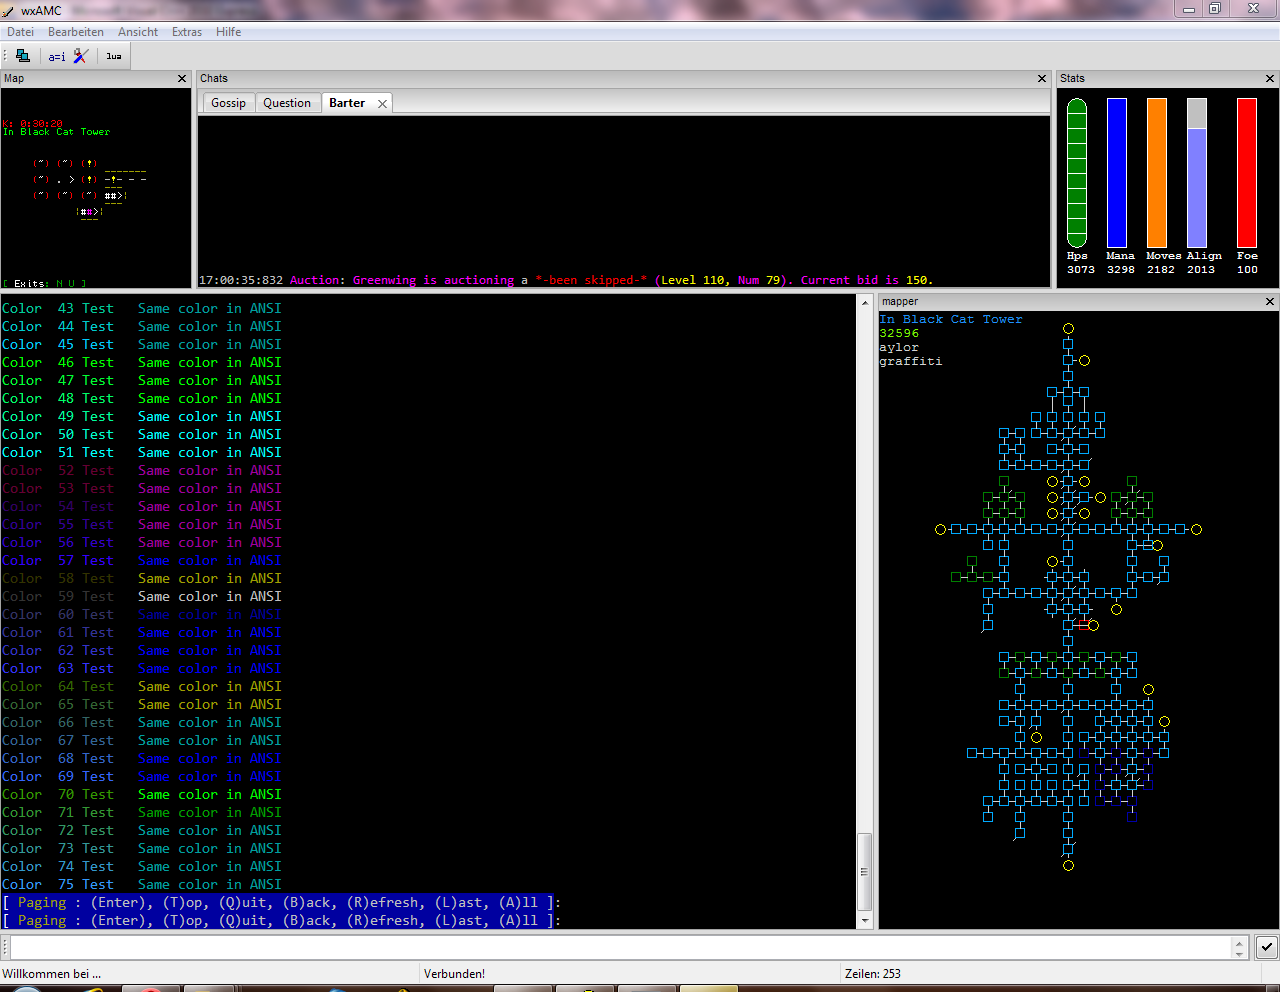 wxAMC
Datei Bearbeiten Ansicht Extras Hilfe
a=i lua
Map
K: 0:30:20
In Black Cat Tower
(") (") (!)
(") . > (!) -!- - -
(") (") (") ##>|
|##>|
[ Exits: N U ]
Chats
Gossip Question Barter
17:00:35:832 Auction: Greenwing is auctioning a *-been skipped-* (Level 110, Num 79). Current bid is 150.
Stats
Hps Mana Moves Align Foe
3073 3298 2182 2013 100
Color 43 Test Same color in ANSI
Color 44 Test Same color in ANSI
Color 45 Test Same color in ANSI
Color 46 Test Same color in ANSI
Color 47 Test Same color in ANSI
Color 48 Test Same color in ANSI
Color 49 Test Same color in ANSI
Color 50 Test Same color in ANSI
Color 51 Test Same color in ANSI
Color 52 Test Same color in ANSI
Color 53 Test Same color in ANSI
Color 54 Test Same color in ANSI
Color 55 Test Same color in ANSI
Color 56 Test Same color in ANSI
Color 57 Test Same color in ANSI
Color 58 Test Same color in ANSI
Color 59 Test Same color in ANSI
Color 60 Test Same color in ANSI
Color 61 Test Same color in ANSI
Color 62 Test Same color in ANSI
Color 63 Test Same color in ANSI
Color 64 Test Same color in ANSI
Color 65 Test Same color in ANSI
Color 66 Test Same color in ANSI
Color 67 Test Same color in ANSI
Color 68 Test Same color in ANSI
Color 69 Test Same color in ANSI
Color 70 Test Same color in ANSI
Color 71 Test Same color in ANSI
Color 72 Test Same color in ANSI
Color 73 Test Same color in ANSI
Color 74 Test Same color in ANSI
Color 75 Test Same color in ANSI
[ Paging : (Enter), (T)op, (Q)uit, (B)ack, (R)efresh, (L)ast, (A)ll ]:
[ Paging : (Enter), (T)op, (Q)uit, (B)ack, (R)efresh, (L)ast, (A)ll ]:
mapper
In Black Cat Tower
32596
aylor
graffiti
Willkommen bei ... Verbunden! Zeilen: 253